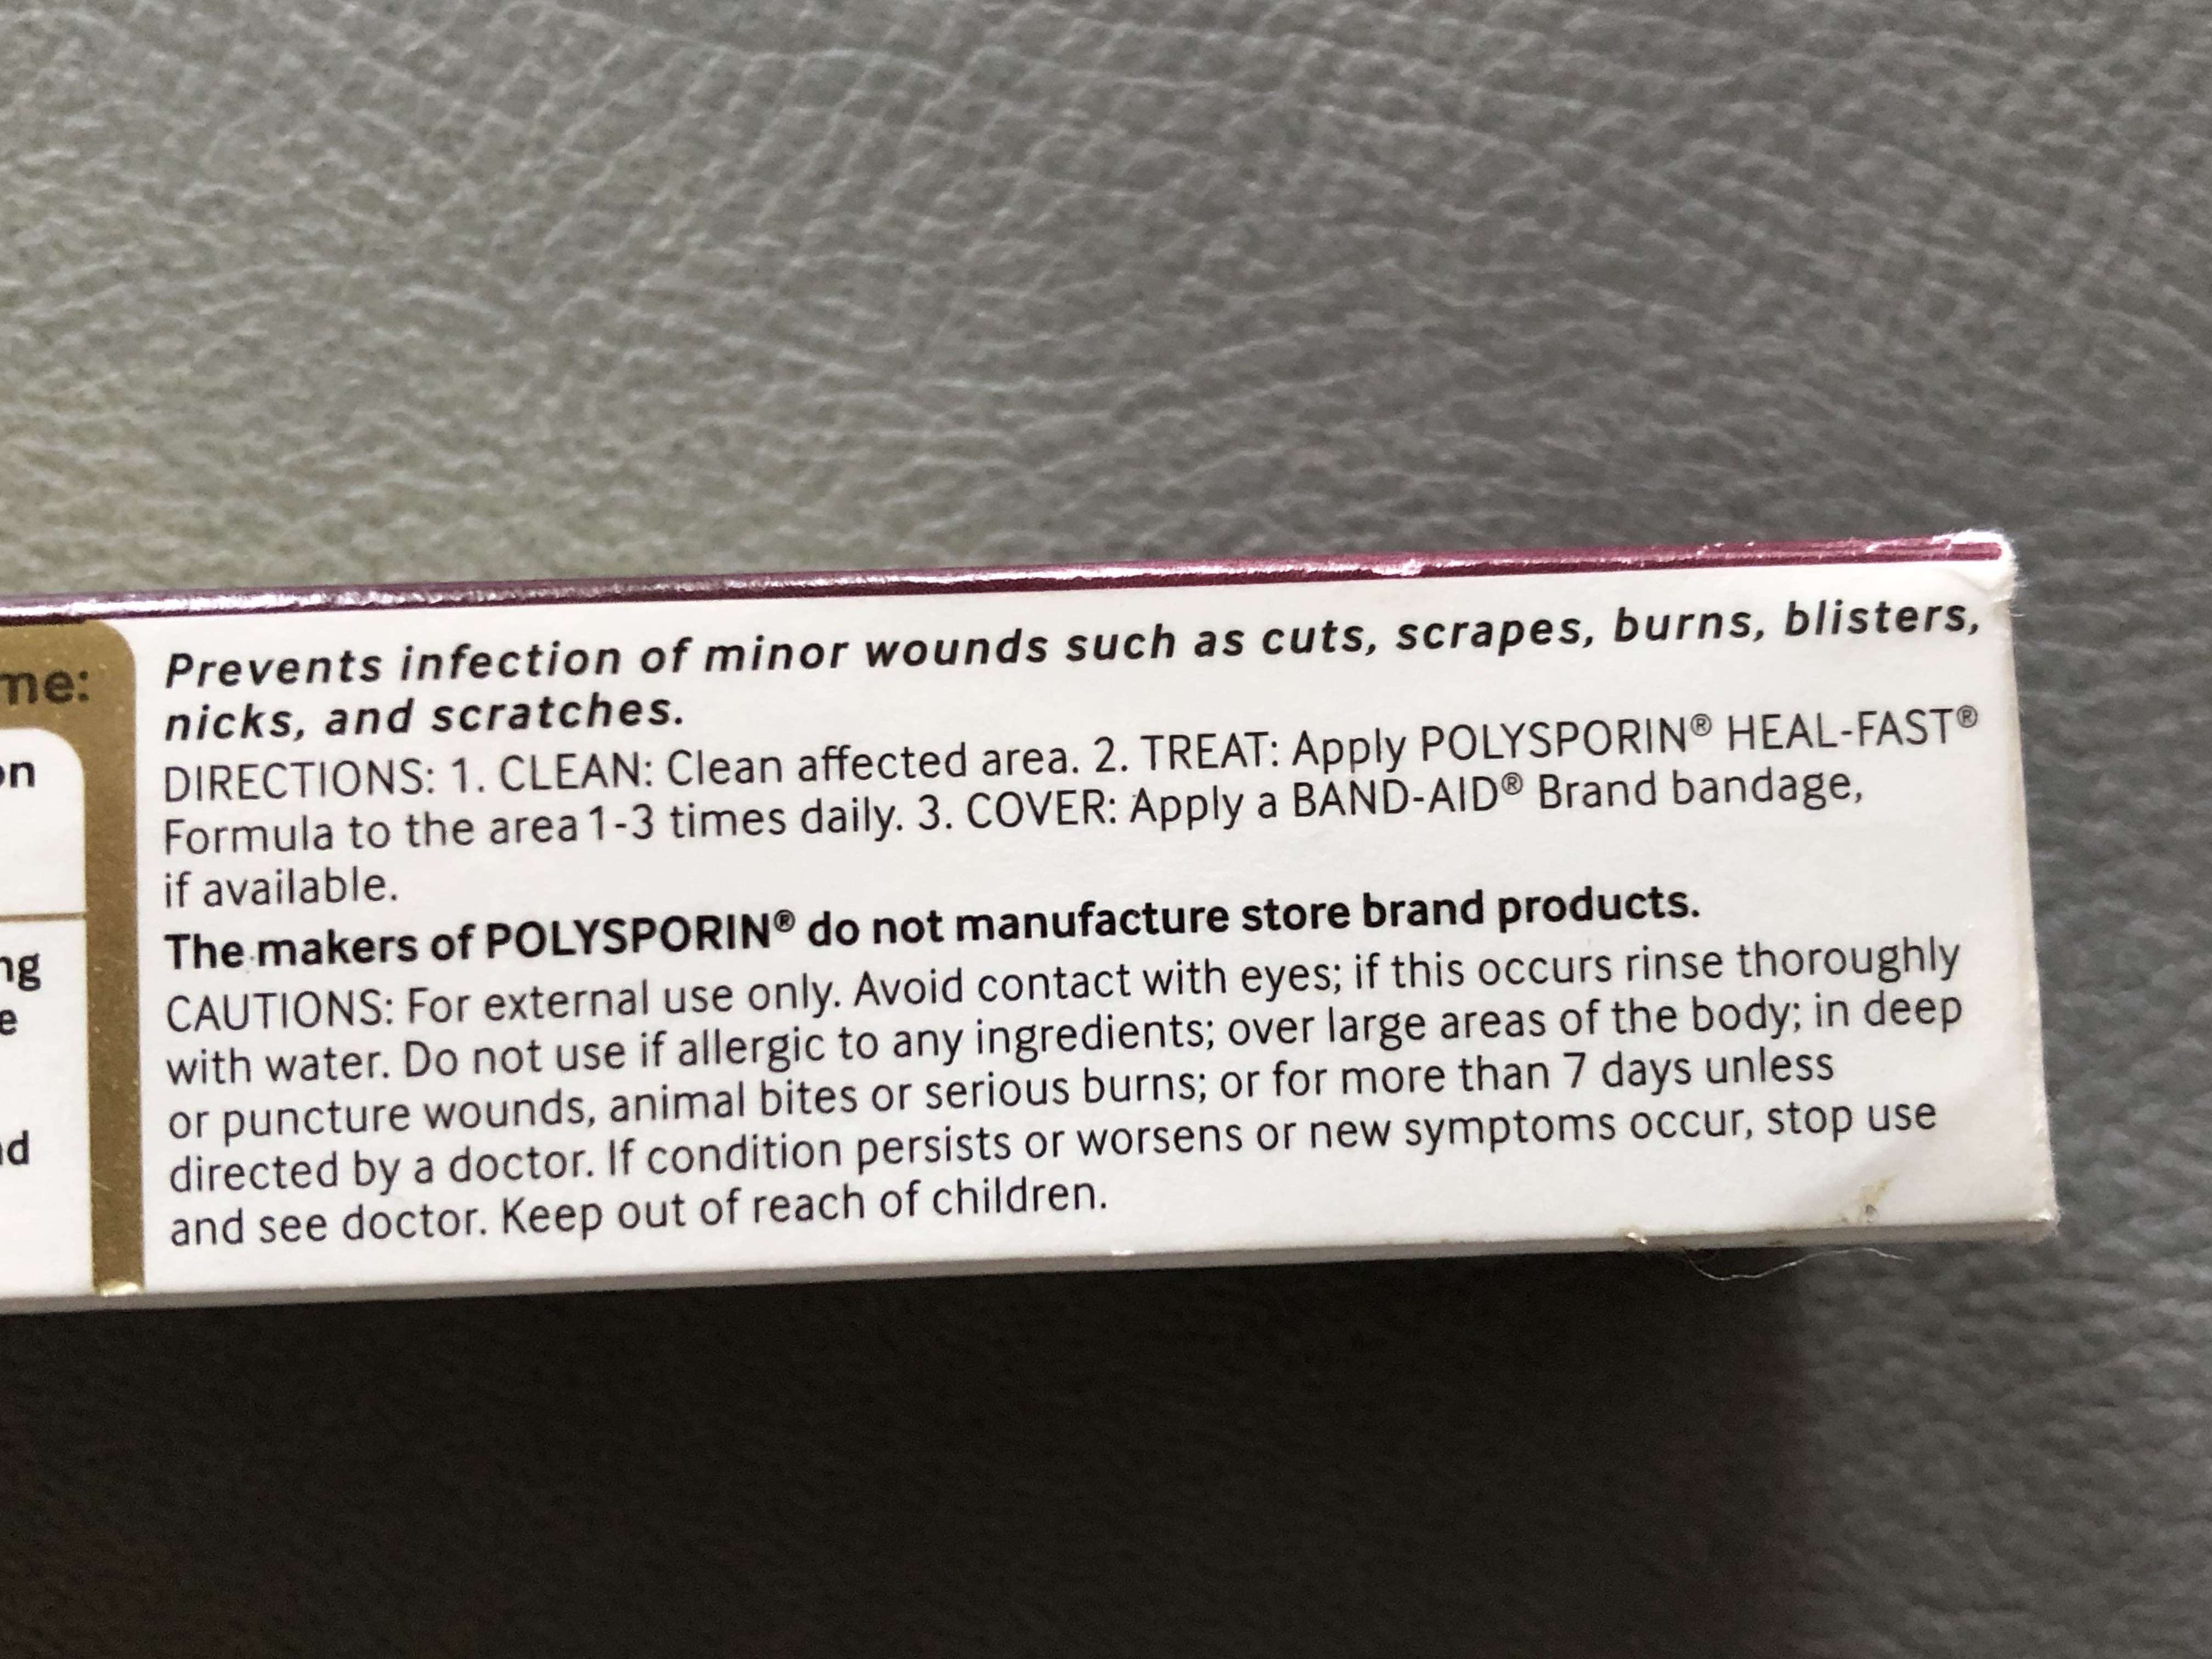 Prevents infection of minor wounds such as cuts, scrapes, burns, blisters,
nicks, and scratches.
DIRECTIONS: 1. CLEAN: Clean affected area. 2. TREAT: Apply POLYSPORIN® HEAL-FAST®
Formula to the area 1-3 times daily. 3. COVER: Apply a BAND-AID® Brand bandage,
if available.
The makers of POLYSPORIN® do not manufacture store brand products.
CAUTIONS: For external use only. Avoid contact with eyes; if this occurs rinse thoroughly
with water. Do not use if allergic to any ingredients; over large areas of the body; in deep
or puncture wounds, animal bites or serious burns; or for more than 7 days unless
directed by a doctor. If condition persists or worsens or new symptoms occur, stop use
and see doctor. Keep out of reach of children.